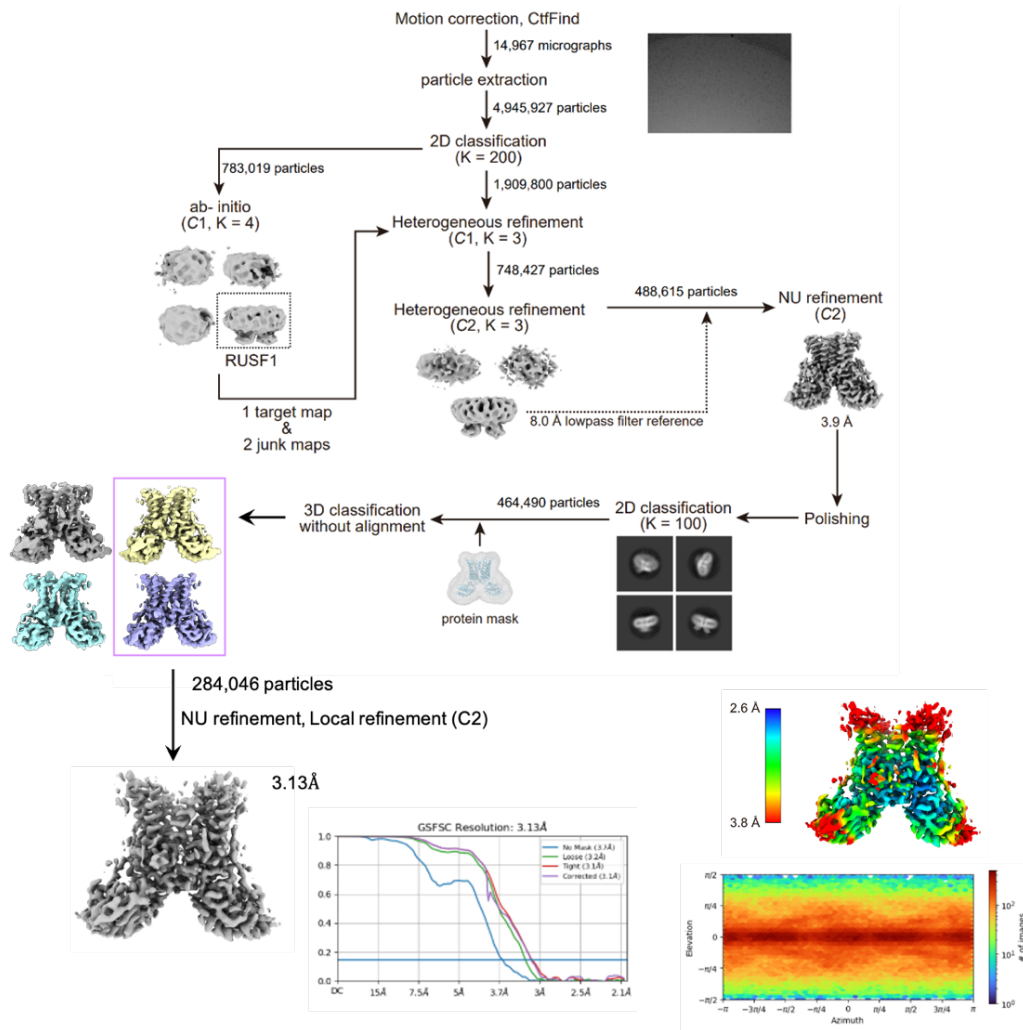 Motion correction, CtfFind
14,967 micrographs
particle extraction
4,945,927 particles
2D classification
(K = 200)
783,019 particles
1,909,800 particles
ab- initio
(C1, K = 4)
Heterogeneous refinement
(C1, K = 3)
748,427 particles
488,615 particles
Heterogeneous refinement
(C2, K = 3)
NU refinement
(C2)
RUSF1
1 target map
&
2 junk maps
8.0 Å lowpass filter reference
3.9 Å
464,490 particles
3D classification
without alignment
2D classification
(K = 100)
Polishing
protein mask
284,046 particles
NU refinement, Local refinement (C2)
3.13Å
2.6 Å
3.8 Å
GSFSC Resolution: 3.13Å
No Mask (3.7Å)
Loose (3.2Å)
Tight (3.1Å)
Corrected (3.1Å)
1.0
0.8
0.6
0.4
0.2
0.0
DC
15Å
7.5Å
5Å
3.7Å
3Å
2.5Å
2.1Å
π/2
π/4
0
−π/4
−π/2
Elevation
−π
−3π/4
−π/2
−π/4
0
π/4
π/2
3π/4
π
Azimuth
10²
10¹
10⁰
# of images